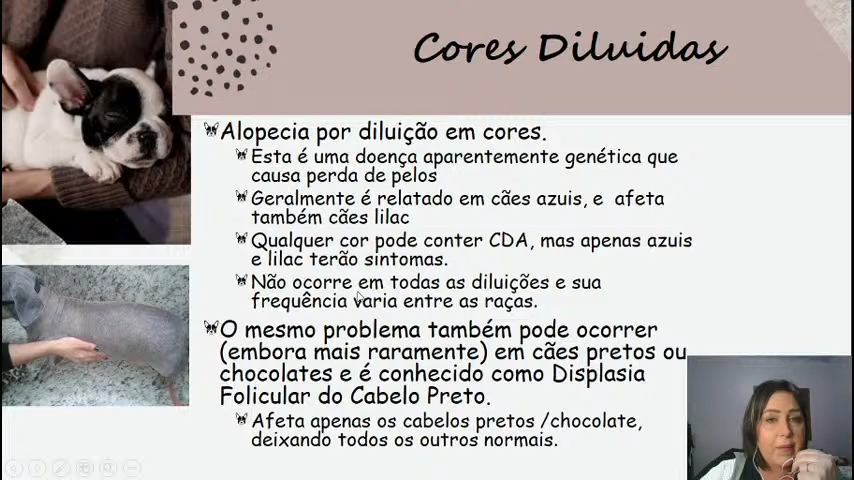 Cores Diluidas
Alopecia por diluição em cores.
Esta é uma doença aparentemente genética que
causa perda de pelos
Geralmente é relatado em cães azuis, e afeta
também cães lilac
Qualquer cor pode conter CDA, mas apenas azuis
e lilac terão sintomas.
Não ocorre em todas as diluições e sua
frequência varia entre as raças.
O mesmo problema também pode ocorrer
(embora mais raramente) em cães pretos ou
chocolates e é conhecido como Displasia
Folicular do Cabelo Preto.
Afeta apenas os cabelos pretos /chocolate,
deixando todos os outros normais.